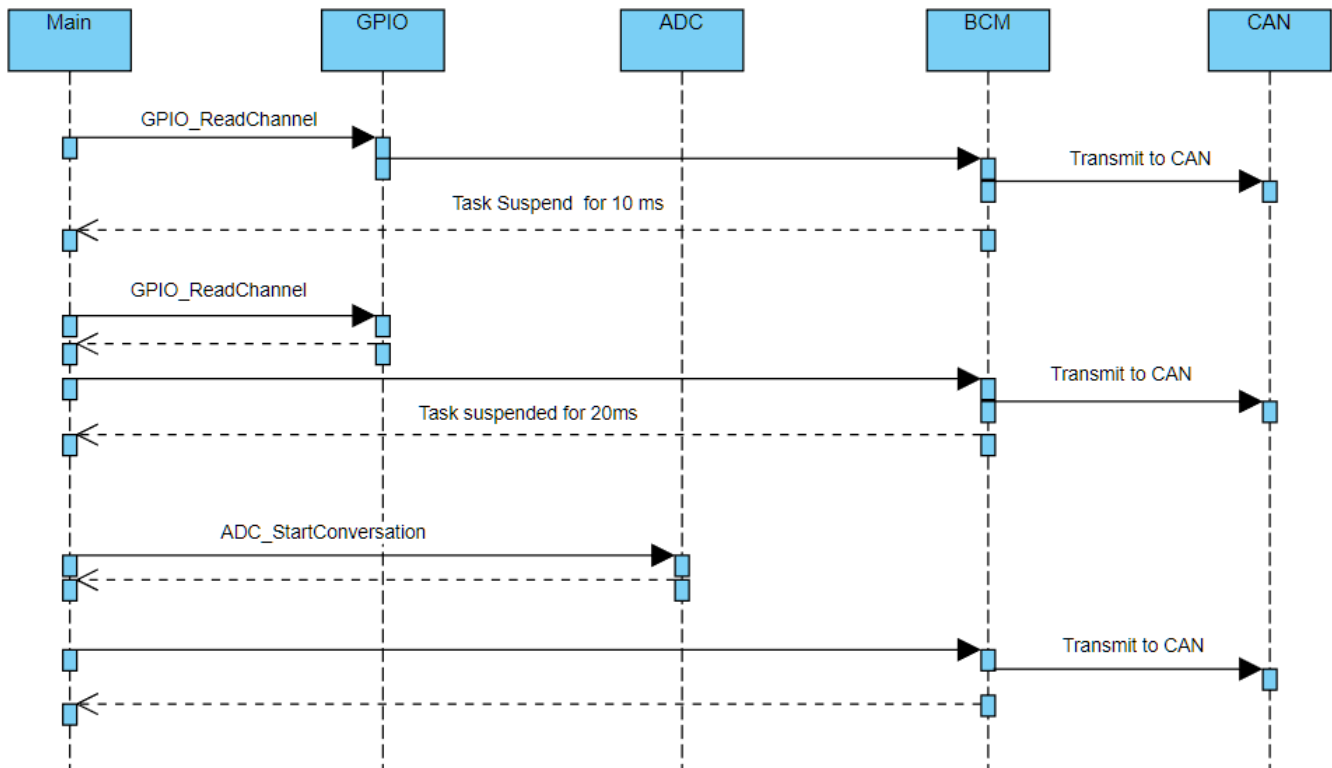 Main
GPIO
ADC
BCM
CAN
GPIO_ReadChannel
Transmit to CAN
Task Suspend for 10 ms
GPIO_ReadChannel
Transmit to CAN
Task suspended for 20ms
ADC_StartConversation
Transmit to CAN